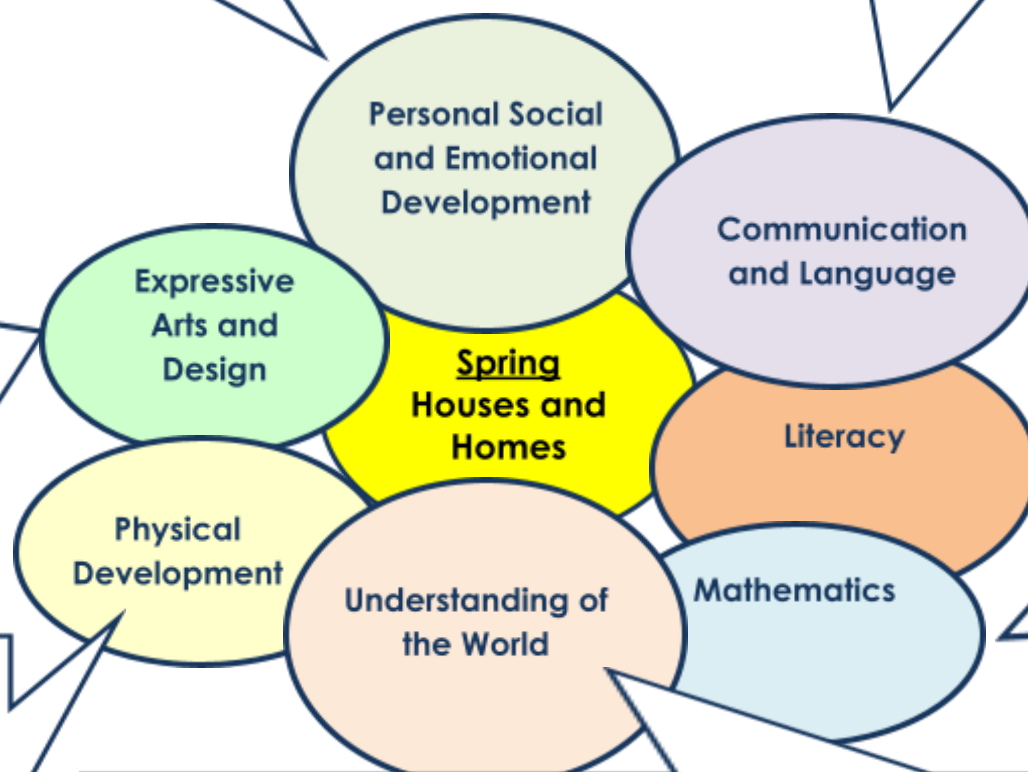 Personal Social
and Emotional
Development
Communication
and Language
Expressive
Arts and
Design
Spring
Houses and
Homes
Literacy
Physical
Development
Understanding of
the World
Mathematics